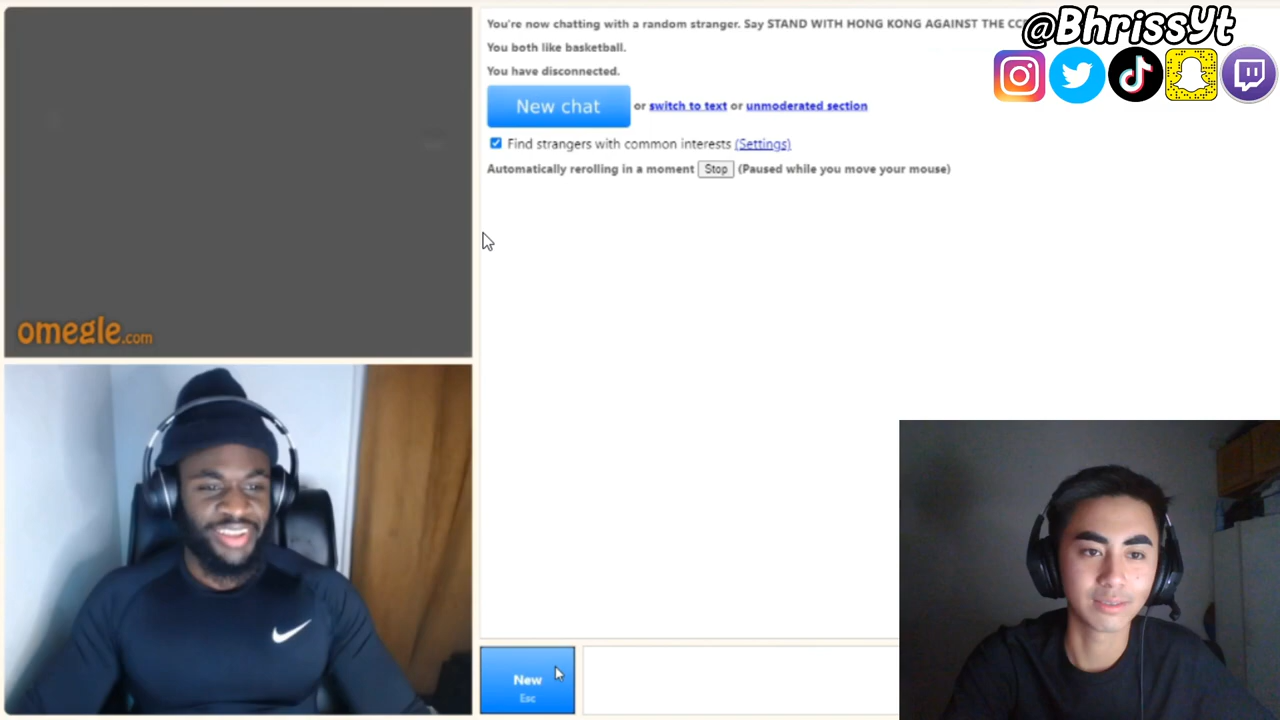 You're now chatting with a random stranger. Say STAND WITH HONG KONG AGAINST THE CC
@BhrissYt
You both like basketball.
You have disconnected.
New chat or switch to text or unmoderated section
Find strangers with common interests (Settings)
Automatically rerolling in a moment Stop (Paused while you move your mouse)
omegle.com
New
Esc